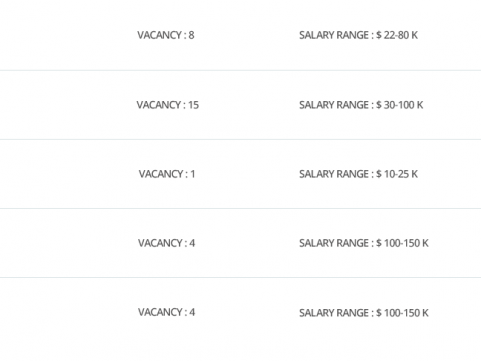 VACANCY : 8 SALARY RANGE : $ 22-80 K
VACANCY : 15 SALARY RANGE : $ 30-100 K
VACANCY : 1 SALARY RANGE : $ 10-25 K
VACANCY : 4 SALARY RANGE : $ 100-150 K
VACANCY : 4 SALARY RANGE : $ 100-150 K